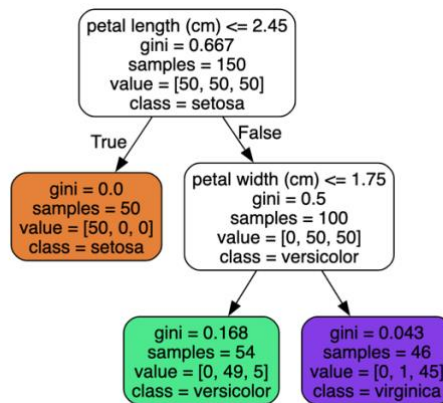 petal length (cm) <= 2.45
gini = 0.667
samples = 150
value = [50, 50, 50]
class = setosa
True
False
gini = 0.0
samples = 50
value = [50, 0, 0]
class = setosa
petal width (cm) <= 1.75
gini = 0.5
samples = 100
value = [0, 50, 50]
class = versicolor
gini = 0.168
samples = 54
value = [0, 49, 5]
class = versicolor
gini = 0.043
samples = 46
value = [0, 1, 45]
class = virginica